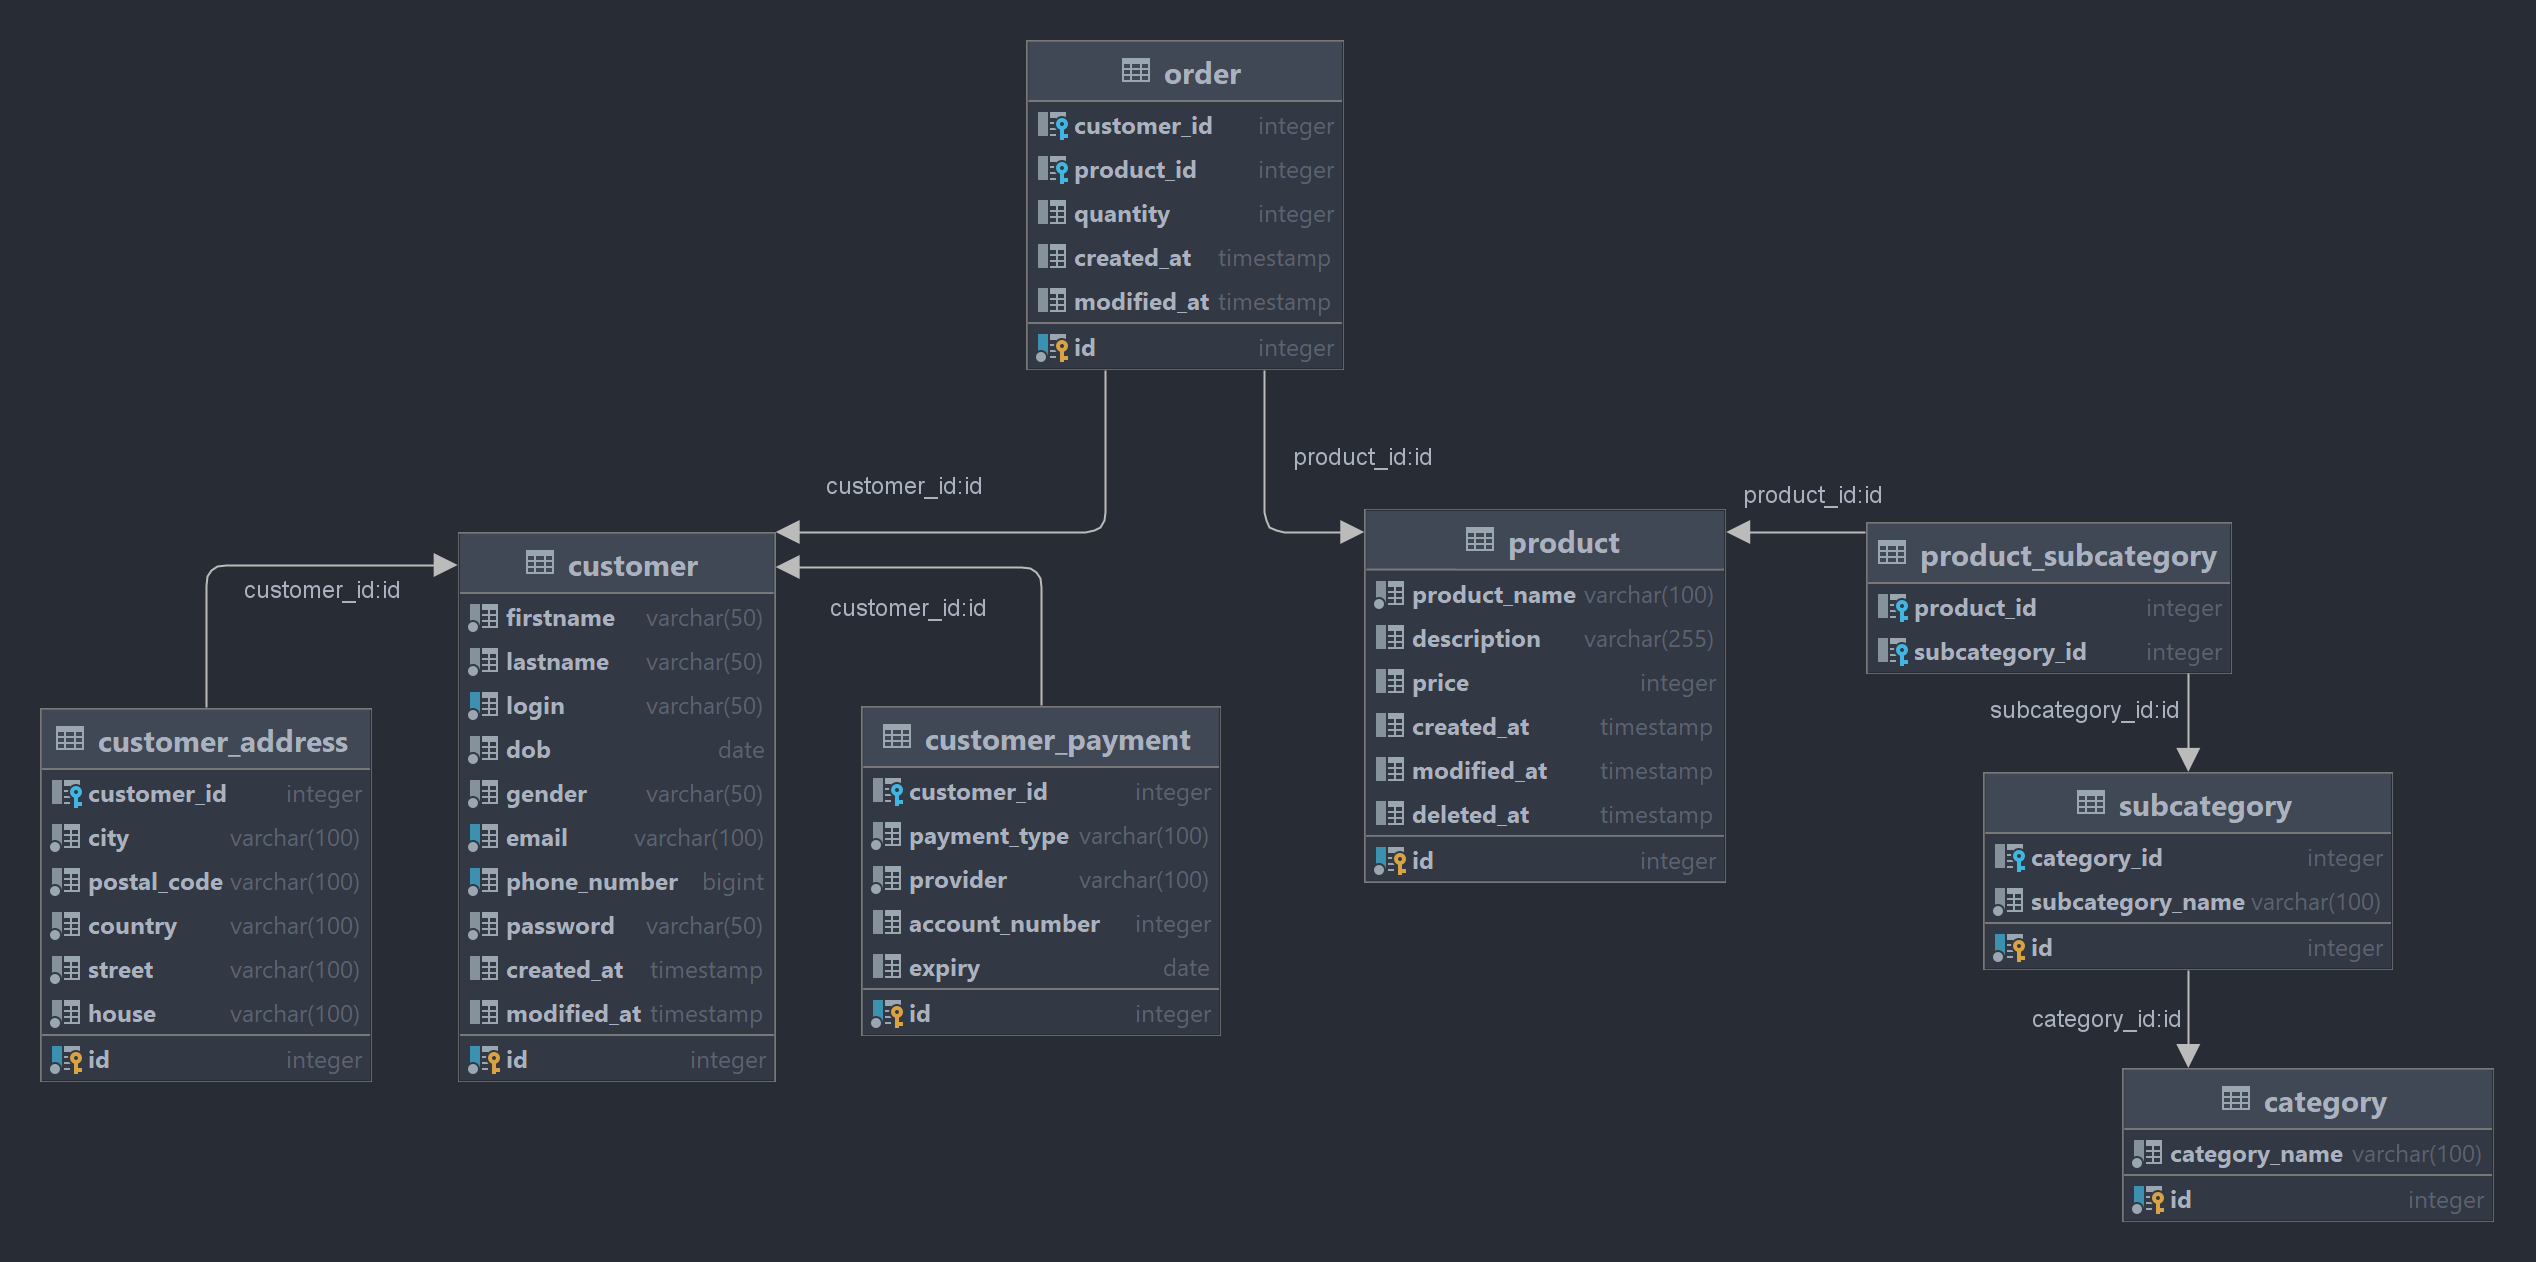 order
customer_id integer
product_id integer
quantity integer
created_at timestamp
modified_at timestamp
id integer
customer_id:id
product_id:id
product_id:id
customer_id:id
customer_id:id
customer
firstname varchar(50)
lastname varchar(50)
login varchar(50)
dob date
gender varchar(50)
email varchar(100)
phone_number bigint
password varchar(50)
created_at timestamp
modified_at timestamp
id integer
customer_address
customer_id integer
city varchar(100)
postal_code varchar(100)
country varchar(100)
street varchar(100)
house varchar(100)
id integer
customer_payment
customer_id integer
payment_type varchar(100)
provider varchar(100)
account_number integer
expiry date
id integer
product
product_name varchar(100)
description varchar(255)
price integer
created_at timestamp
modified_at timestamp
deleted_at timestamp
id integer
product_subcategory
product_id integer
subcategory_id integer
subcategory_id:id
subcategory
category_id integer
subcategory_name varchar(100)
id integer
category_id:id
category
category_name varchar(100)
id integer